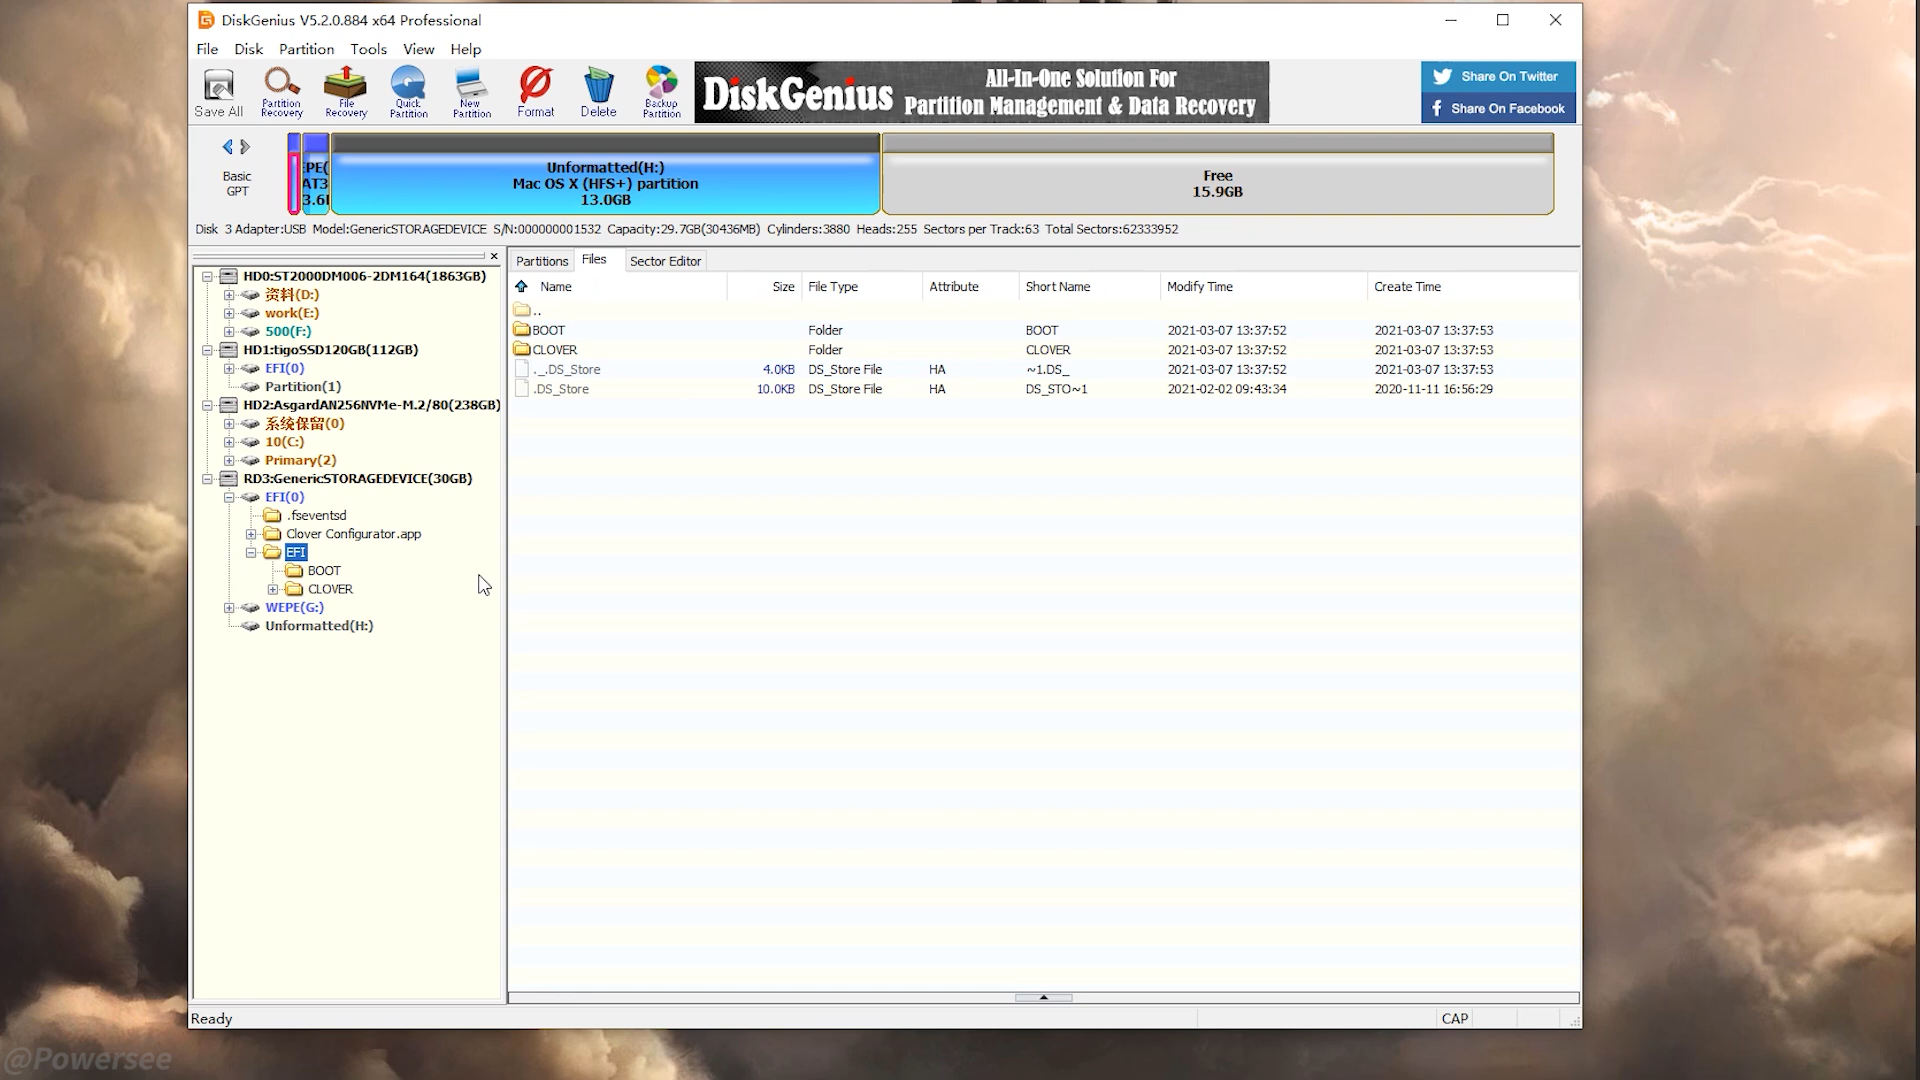 DiskGenius V5.2.0.884 x64 Professional
File Disk Partition Tools View Help
Save All
Partition Recovery
File Recovery
Quick Partition
New Partition
Format
Delete
Backup Partition
DiskGenius
All-In-One Solution For
Partition Management & Data Recovery
Share On Twitter
Share On Facebook
Basic
GPT
PE(
AT3
3.6
Unformatted(H:)
Mac OS X (HFS+) partition
13.0GB
Free
15.9GB
Disk 3 Adapter:USB Model:GenericSTORAGEDEVICE S/N:000000001532 Capacity:29.7GB(30436MB) Cylinders:3880 Heads:255 Sectors per Track:63 Total Sectors:62333952
HD0:ST2000DM006-2DM164(1863GB)
资料(D:)
work(E:)
500(F:)
HD1:tigoSSD120GB(112GB)
EFI(0)
Partition(1)
HD2:AsgardAN256NVMe-M.2/80(238GB)
系统保留(0)
10(C:)
Primary(2)
RD3:GenericSTORAGEDEVICE(30GB)
EFI(0)
.fseventsd
Clover Configurator.app
EFI
BOOT
CLOVER
WEPE(G:)
Unformatted(H:)
Partitions Files Sector Editor
Name Size File Type Attribute Short Name Modify Time Create Time
..
BOOT Folder BOOT 2021-03-07 13:37:52 2021-03-07 13:37:53
CLOVER Folder CLOVER 2021-03-07 13:37:52 2021-03-07 13:37:53
._.DS_Store 4.0KB DS_Store File HA ~1.DS_ 2021-03-07 13:37:52 2021-03-07 13:37:53
.DS_Store 10.0KB DS_Store File HA DS_STO~1 2021-02-02 09:43:34 2020-11-11 16:56:29
Ready
CAP
@Powersee